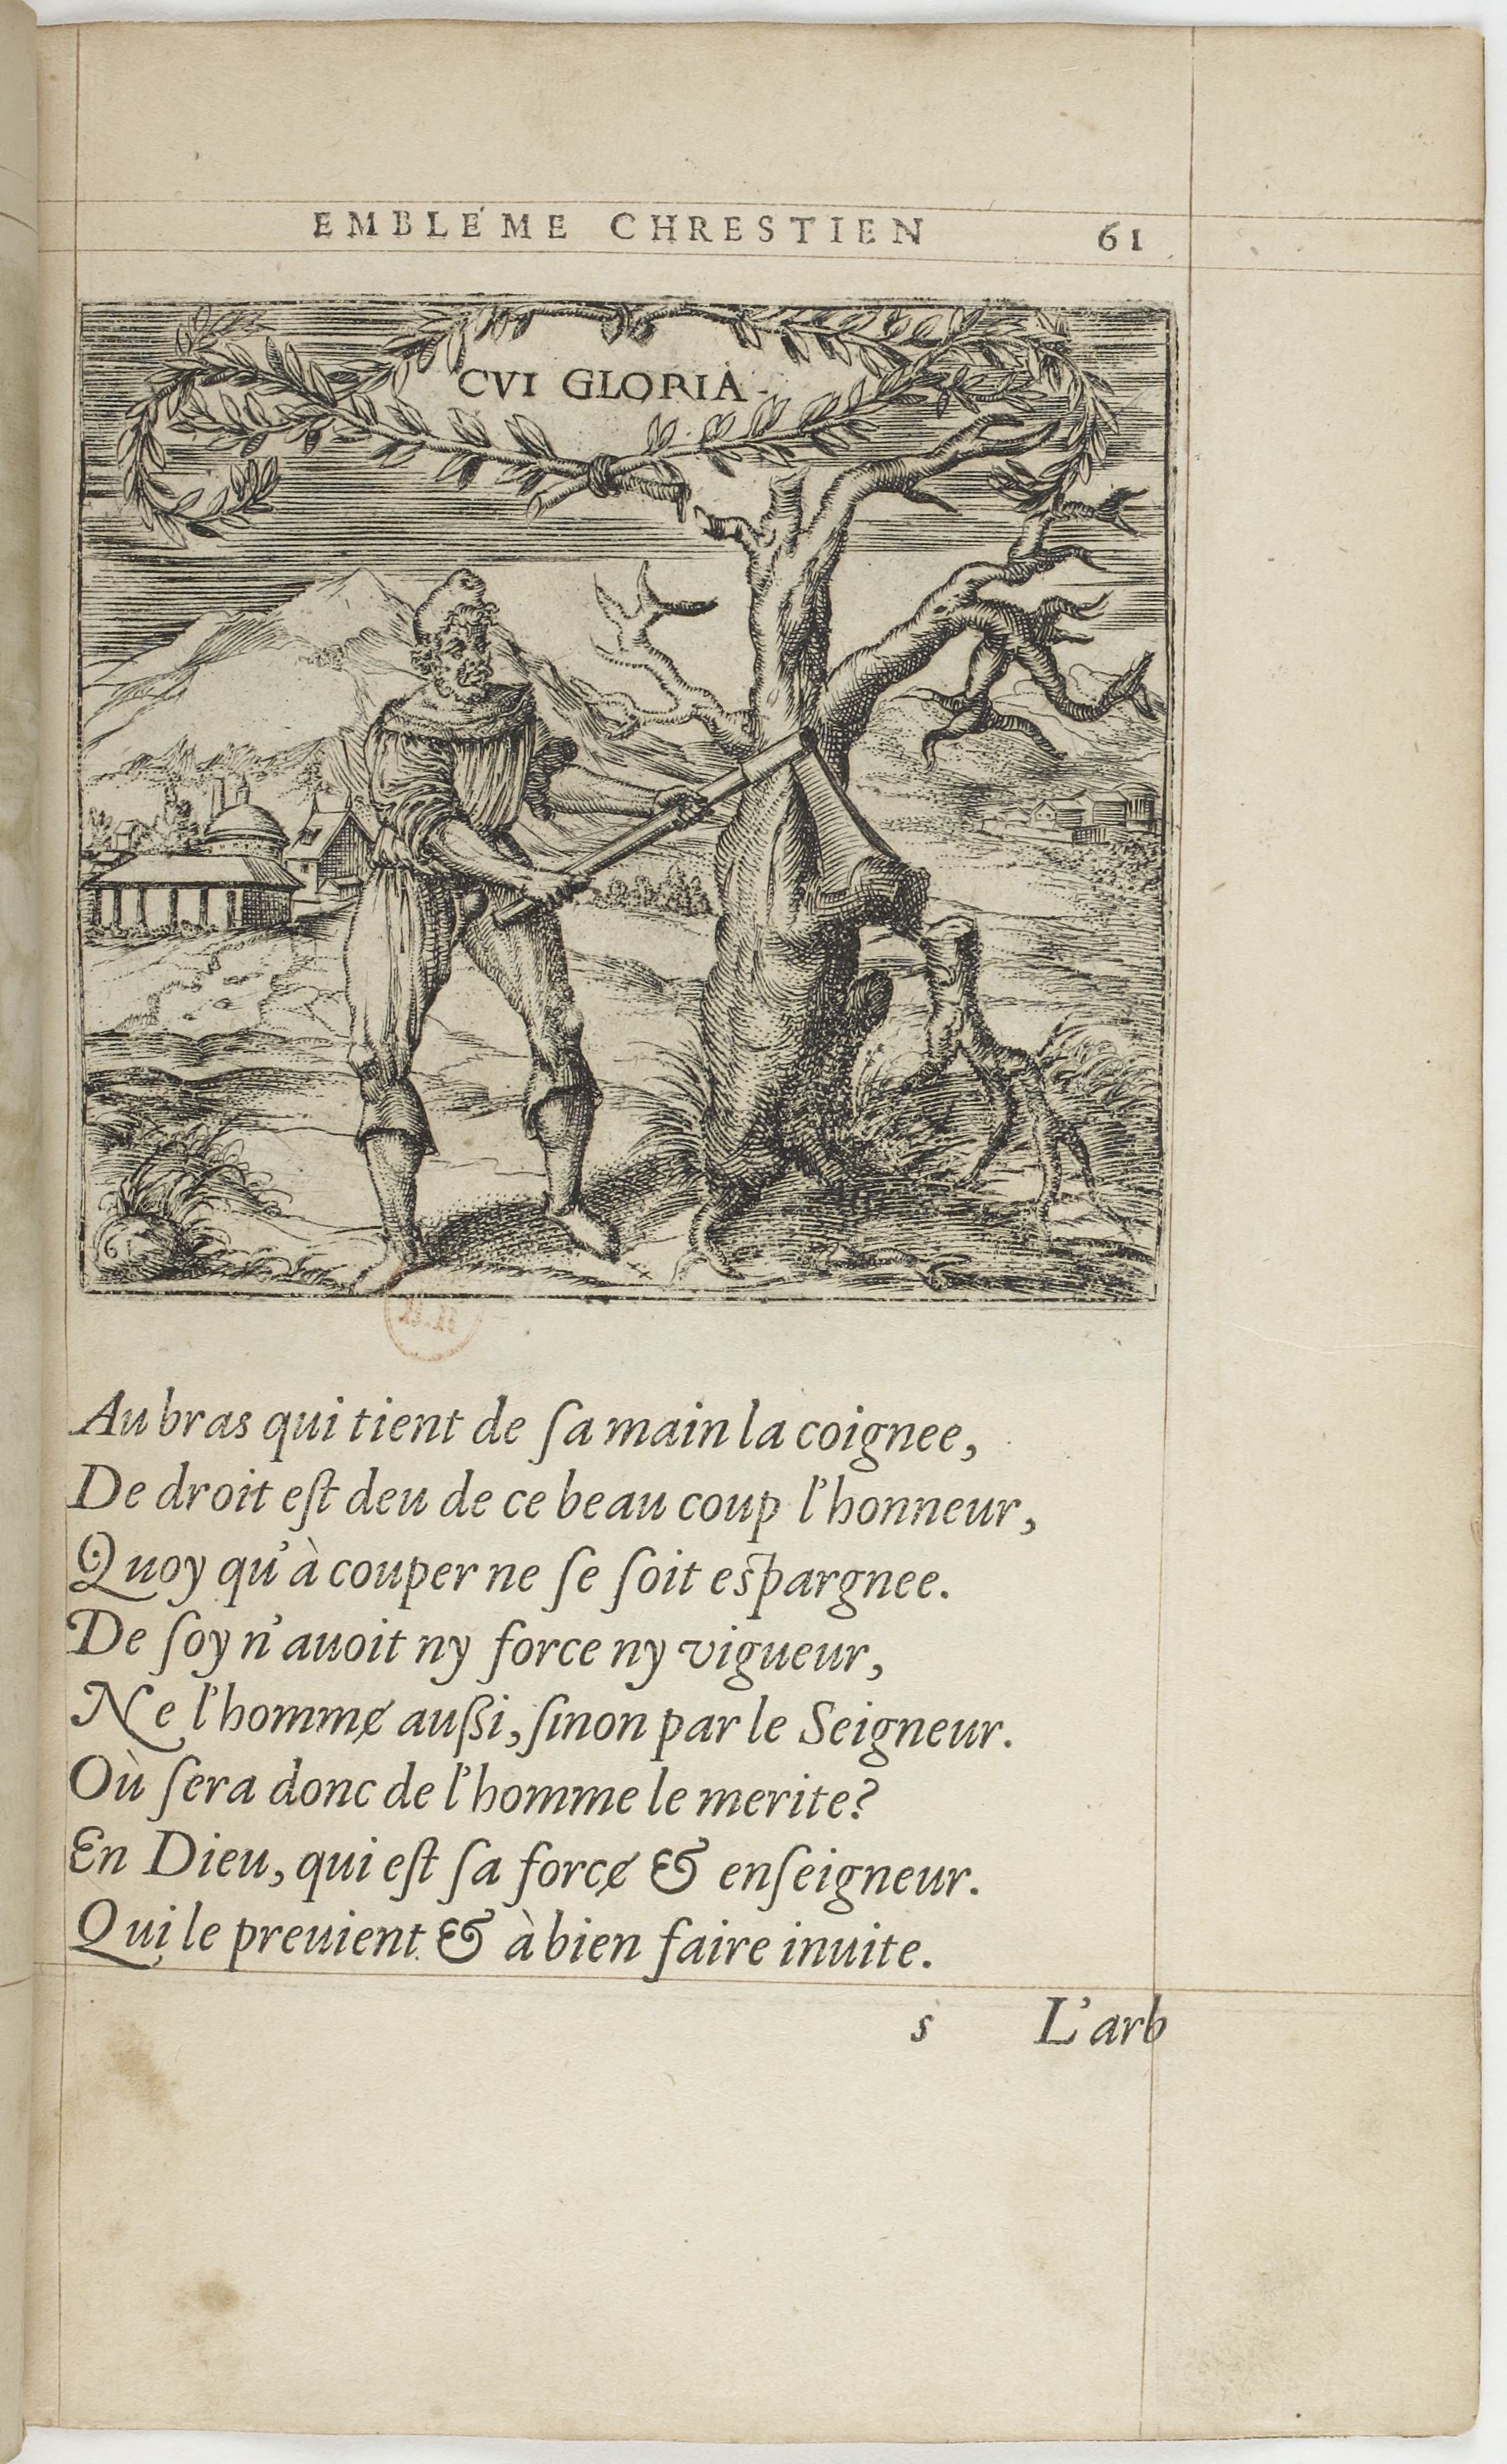 EMBLÉME CHRESTIEN 61
CVI GLORIA.
61
Au bras qui tient de ſa main la coignee,
De droit eſt deu de ce beau coup l'honneur,
Quoy qu'à couper ne ſe ſoit eſpargnee.
De ſoy n'auoit ny force ny vigueur,
Ne l'homme auſſi, ſinon par le Seigneur.
Où ſera donc de l'homme le merite?
En Dieu, qui eſt ſa force & enſeigneur.
Qui le preuient & à bien faire inuite.
s L'arb